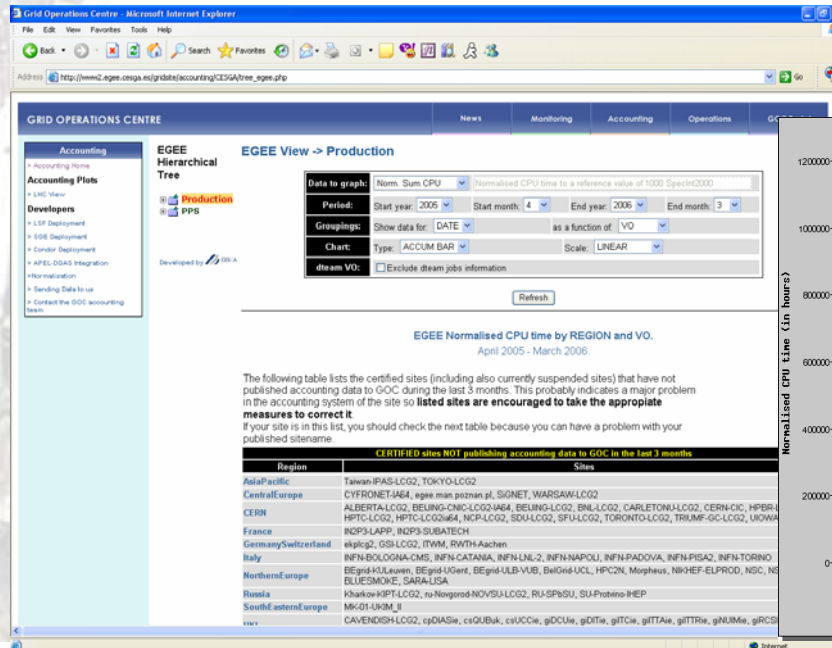 Grid Operations Centre - Microsoft Internet Explorer
File Edit View Favorites Tools Help
Back Search Favorites
Address http://www2.egee.cesga.es/gridsite/accounting/CESGA/tree_egee.php Go
GRID OPERATIONS CENTRE News Monitoring Accounting Operations
Accounting
» Accounting Home
Accounting Plots
» LHC View
Developers
» LSF Deployment
» SGE Deployment
» Condor Deployment
» APEL-DGAS Integration
»Normalization
» Sending Data to us
» Contact the GOC accounting team
EGEE
Hierarchical
Tree
Production
PPS
Developed by
EGEE View -> Production
Data to graph: Norm. Sum CPU Normalised CPU time to a reference value of 1000 SpecInt2000
Period: Start year: 2005 Start month: 4 End year: 2006 End month: 3
Groupings: Show data for: DATE as a function of: VO
Chart: Type: ACCUM BAR Scale: LINEAR
dteam VO: Exclude dteam jobs information
Refresh
EGEE Normalised CPU time by REGION and VO.
April 2005 - March 2006.
The following table lists the certified sites (including also currently suspended sites) that have not
published accounting data to GOC during the last 3 months. This probably indicates a major problem
in the accounting system of the site so listed sites are encouraged to take the appropiate
measures to correct it.
If your site is in this list, you should check the next table because you can have a problem with your
published sitename.
CERTIFIED sites NOT publishing accounting data to GOC in the last 3 months
Region Sites
AsiaPacific Taiwan-IPAS-LCG2, TOKYO-LCG2
CentralEurope CYFRONET-IA64, egee.man.poznan.pl, SiGNET, WARSAW-LCG2
CERN ALBERTA-LCG2, BEIJING-CNIC-LCG2-IA64, BEIJING-LCG2, BNL-LCG2, CARLETONU-LCG2, CERN-CIC,
HPTC-LCG2, HPTC-LCG2ia64, NCP-LCG2, SDU-LCG2, SFU-LCG2, TORONTO-LCG2, TRIUMF-GC-LCG2,
France IN2P3-LAPP, IN2P3-SUBATECH
GermanySwitzerland ekplcg2, GSI-LCG2, ITWM, RWTH-Aachen
Italy INFN-BOLOGNA-CMS, INFN-CATANIA, INFN-LNL-2, INFN-NAPOLI, INFN-PADOVA, INFN-PISA2, INFN-TORINO
NorthernEurope BEgrid-KULeuven, BEgrid-UGent, BEgrid-ULB-VUB, BelGrid-UCL, HPC2N, Morpheus, NIKHEF-ELPROD, NSC,
BLUESMOKE, SARA-LISA
Russia Kharkov-KIPT-LCG2, ru-Novgorod-NOVSU-LCG2, RU-SPbSU, SU-Protvino-IHEP
SouthEasternEurope MK-01-UKIM_II
CAVENDISH-LCG2, cpDIASie, csQUBuk, csUCCie, giDCUie, giDITie, giITCie, giITTAie, giITTRie, giNUIMie,
Internet
Normalised CPU time (in hours)
1200000
1000000
800000
600000
400000
200000
0